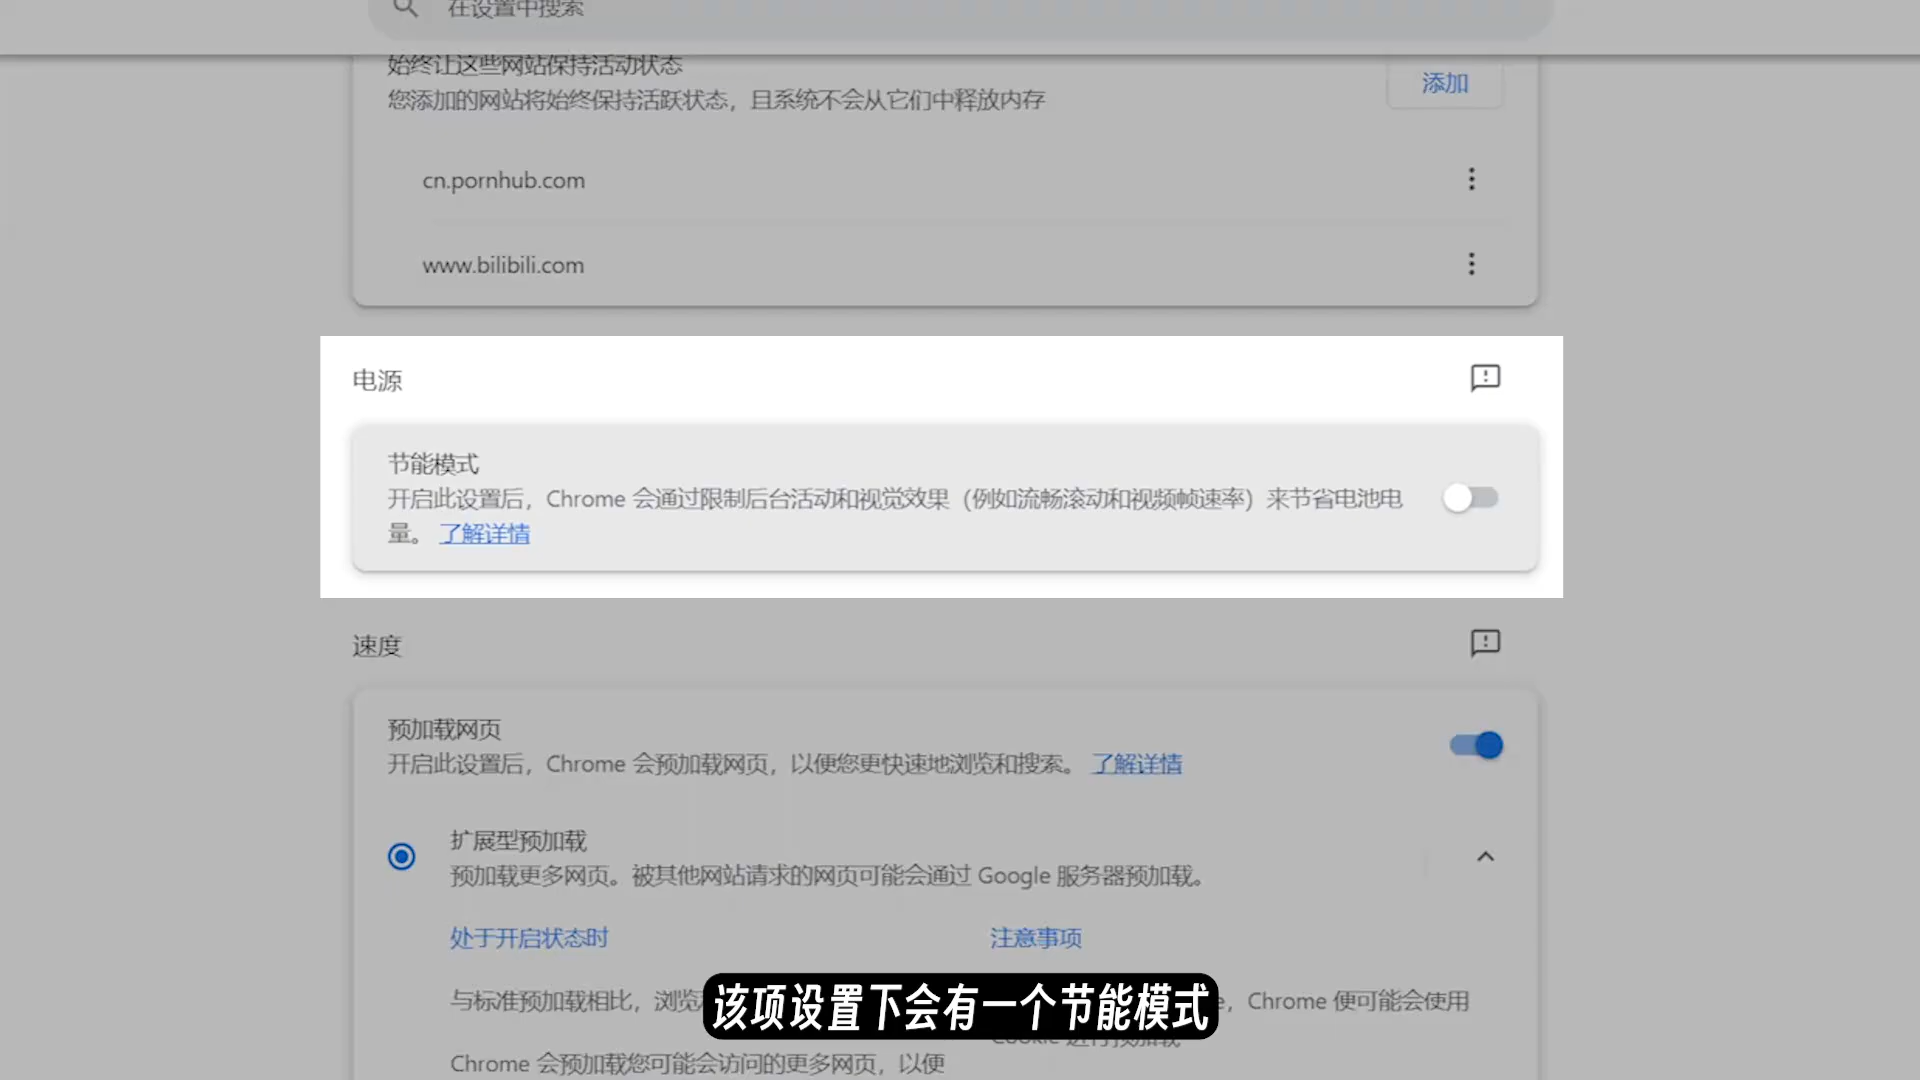 在设置中搜索
始终让这些网站保持活动状态
您添加的网站将始终保持活跃状态，且系统不会从它们中释放内存
添加
cn.pornhub.com
www.bilibili.com
电源
节能模式
开启此设置后，Chrome 会通过限制后台活动和视觉效果（例如流畅滚动和视频帧速率）来节省电池电
量。 了解详情
速度
预加载网页
开启此设置后，Chrome 会预加载网页，以便您更快速地浏览和搜索。 了解详情
扩展型预加载
预加载更多网页。被其他网站请求的网页可能会通过 Google 服务器预加载。
处于开启状态时
注意事项
与标准预加载相比，浏览
，Chrome 便可能会使用
Chrome 会预加载您可能会访问的更多网页，以便
该项设置下会有一个节能模式